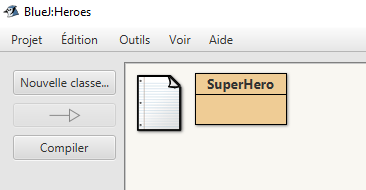 BlueJ:Heroes
Projet Édition Outils Voir Aide
Nouvelle classe...
SuperHero
Compiler